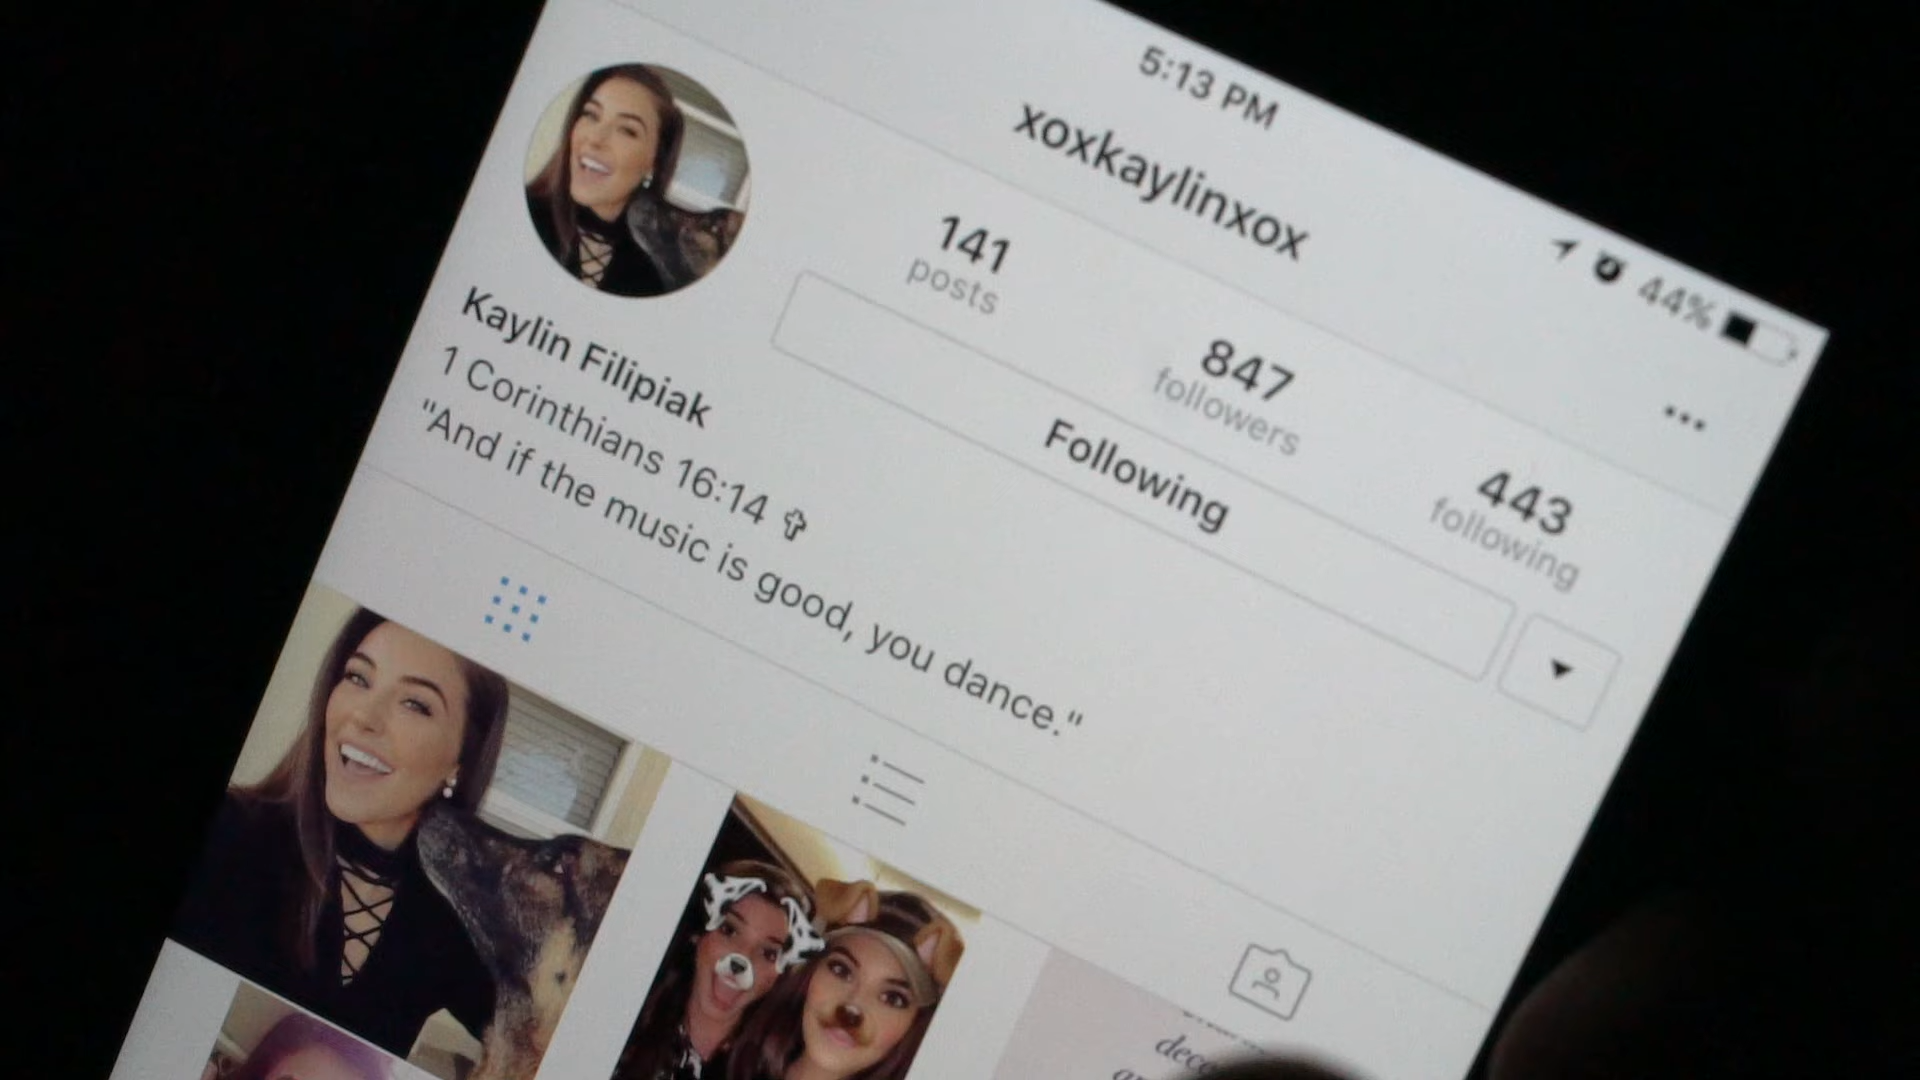 5:13 PM
44%
xoxkaylinxox
141
posts
847
followers
443
following
Following
Kaylin Filipiak
1 Corinthians 16:14
"And if the music is good, you dance."